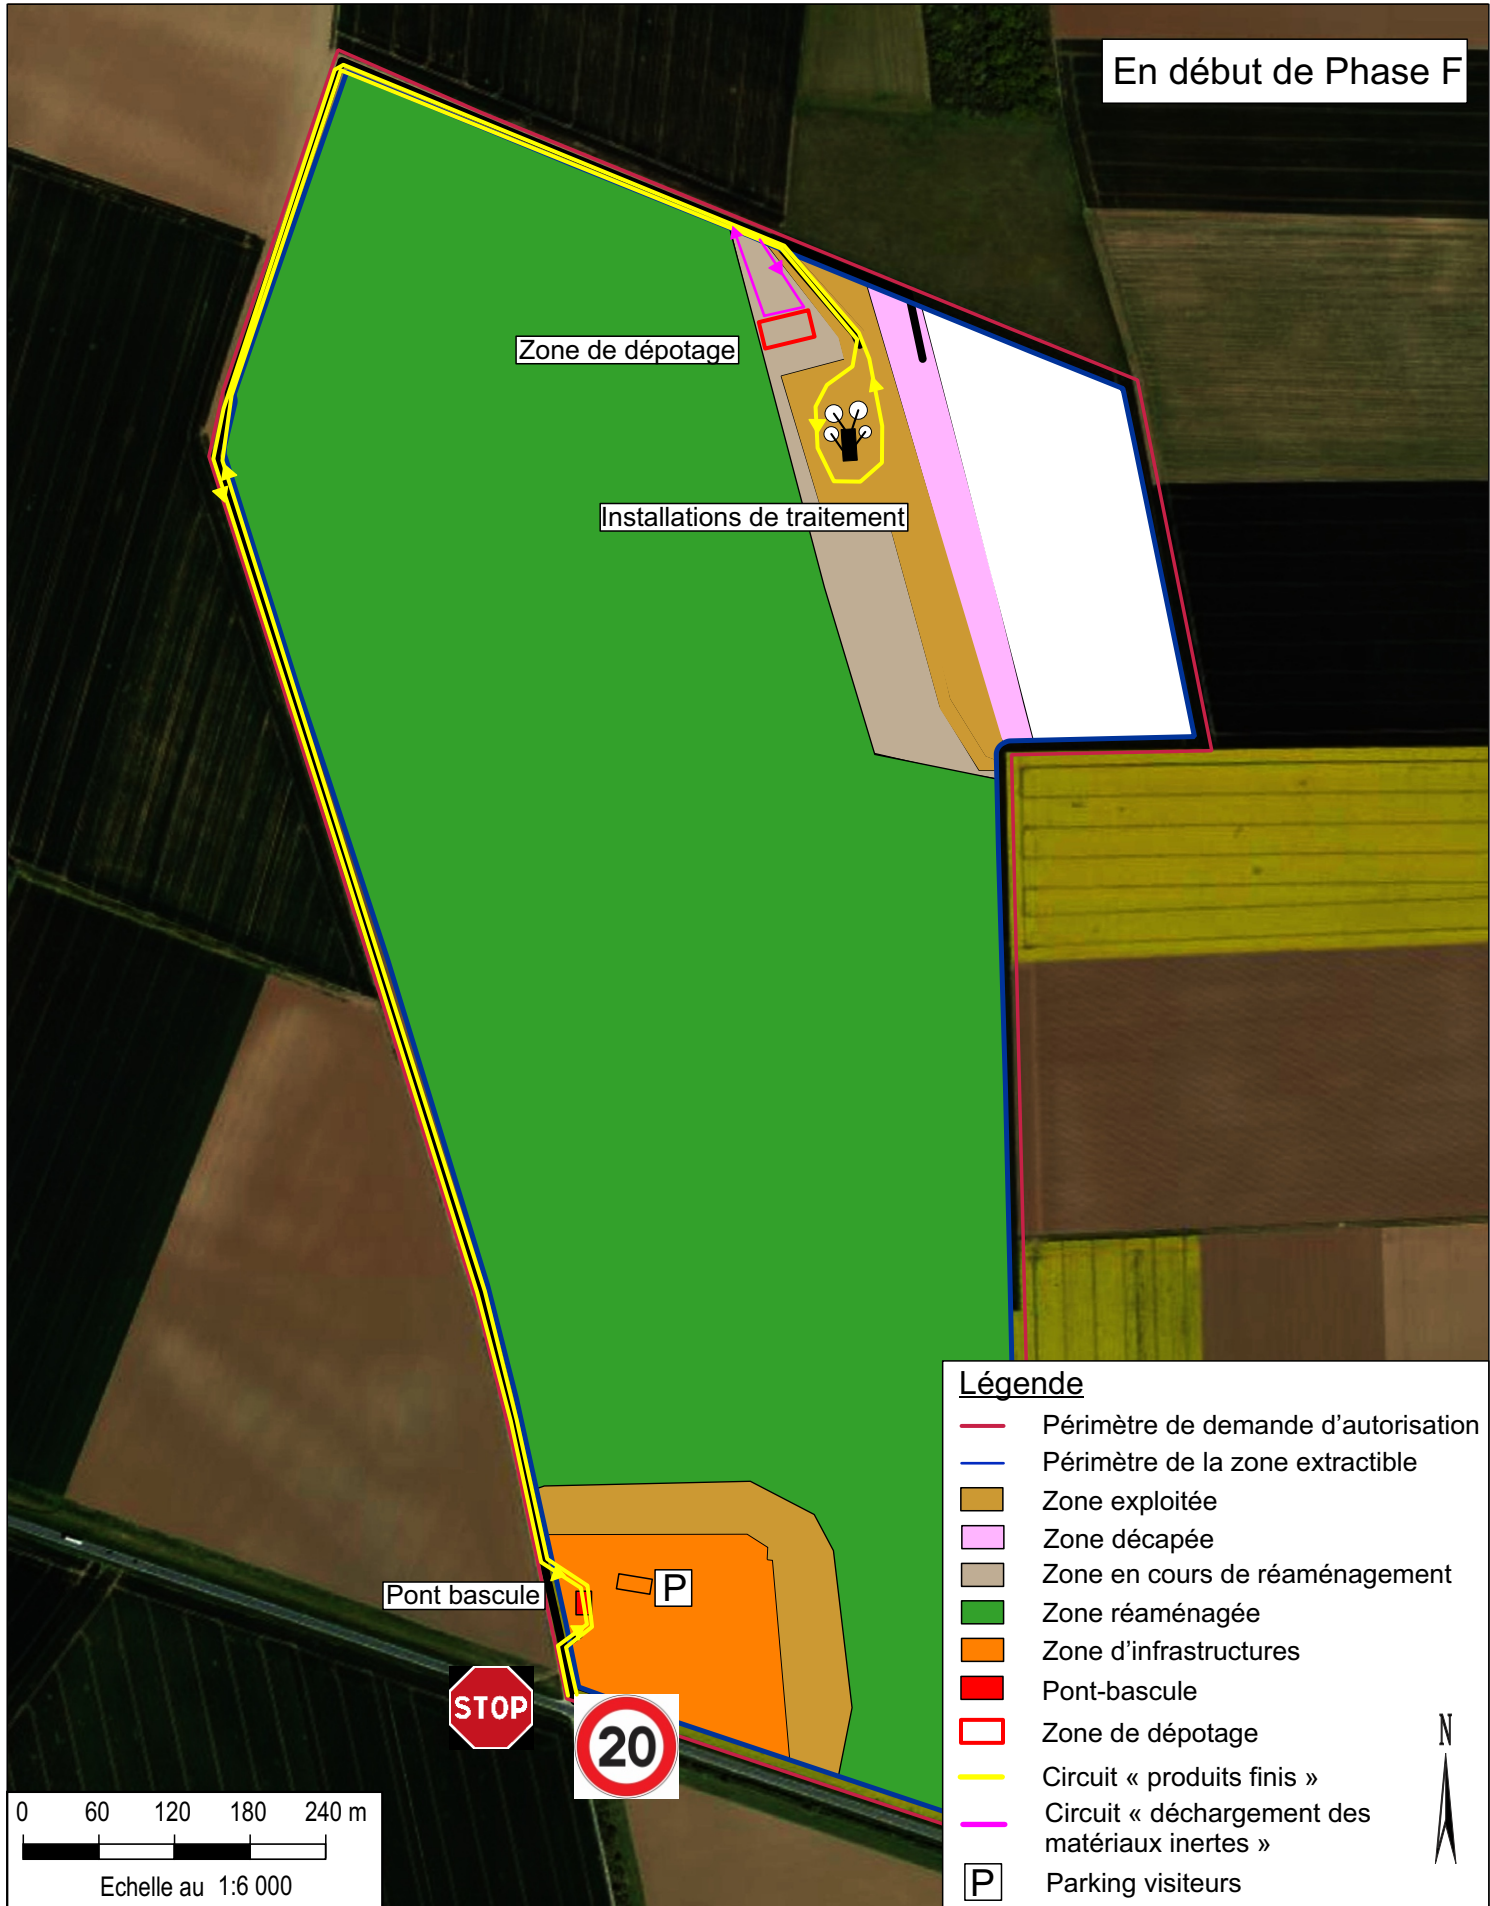 En début de Phase F
Zone de dépotage
Installations de traitement
Pont bascule
P
STOP
20
Légende
Périmètre de demande d’autorisation
Périmètre de la zone extractible
Zone exploitée
Zone décapée
Zone en cours de réaménagement
Zone réaménagée
Zone d’infrastructures
Pont-bascule
Zone de dépotage
Circuit « produits finis »
Circuit « déchargement des
matériaux inertes »
P Parking visiteurs
N
0 60 120 180 240 m
Echelle au 1:6 000